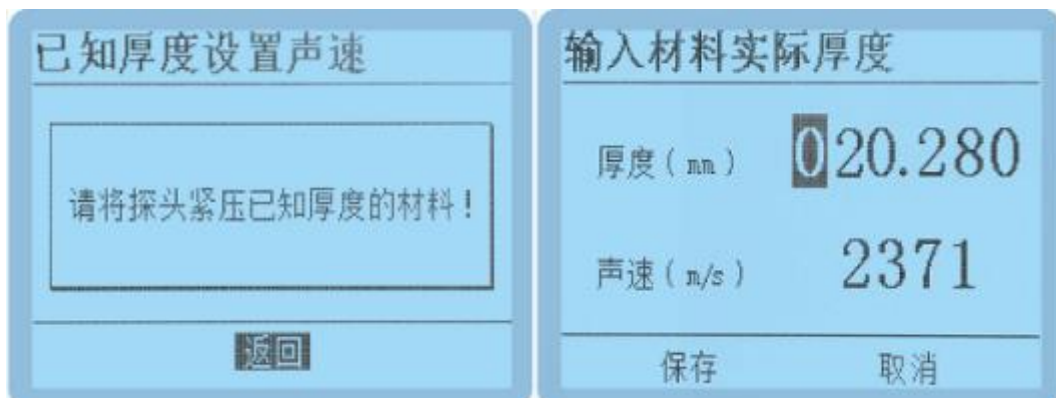 已知厚度设置声速
请将探头紧压已知厚度的材料！
返回
输入材料实际厚度
厚度（mm） 020.280
声速（m/s） 2371
保存 取消